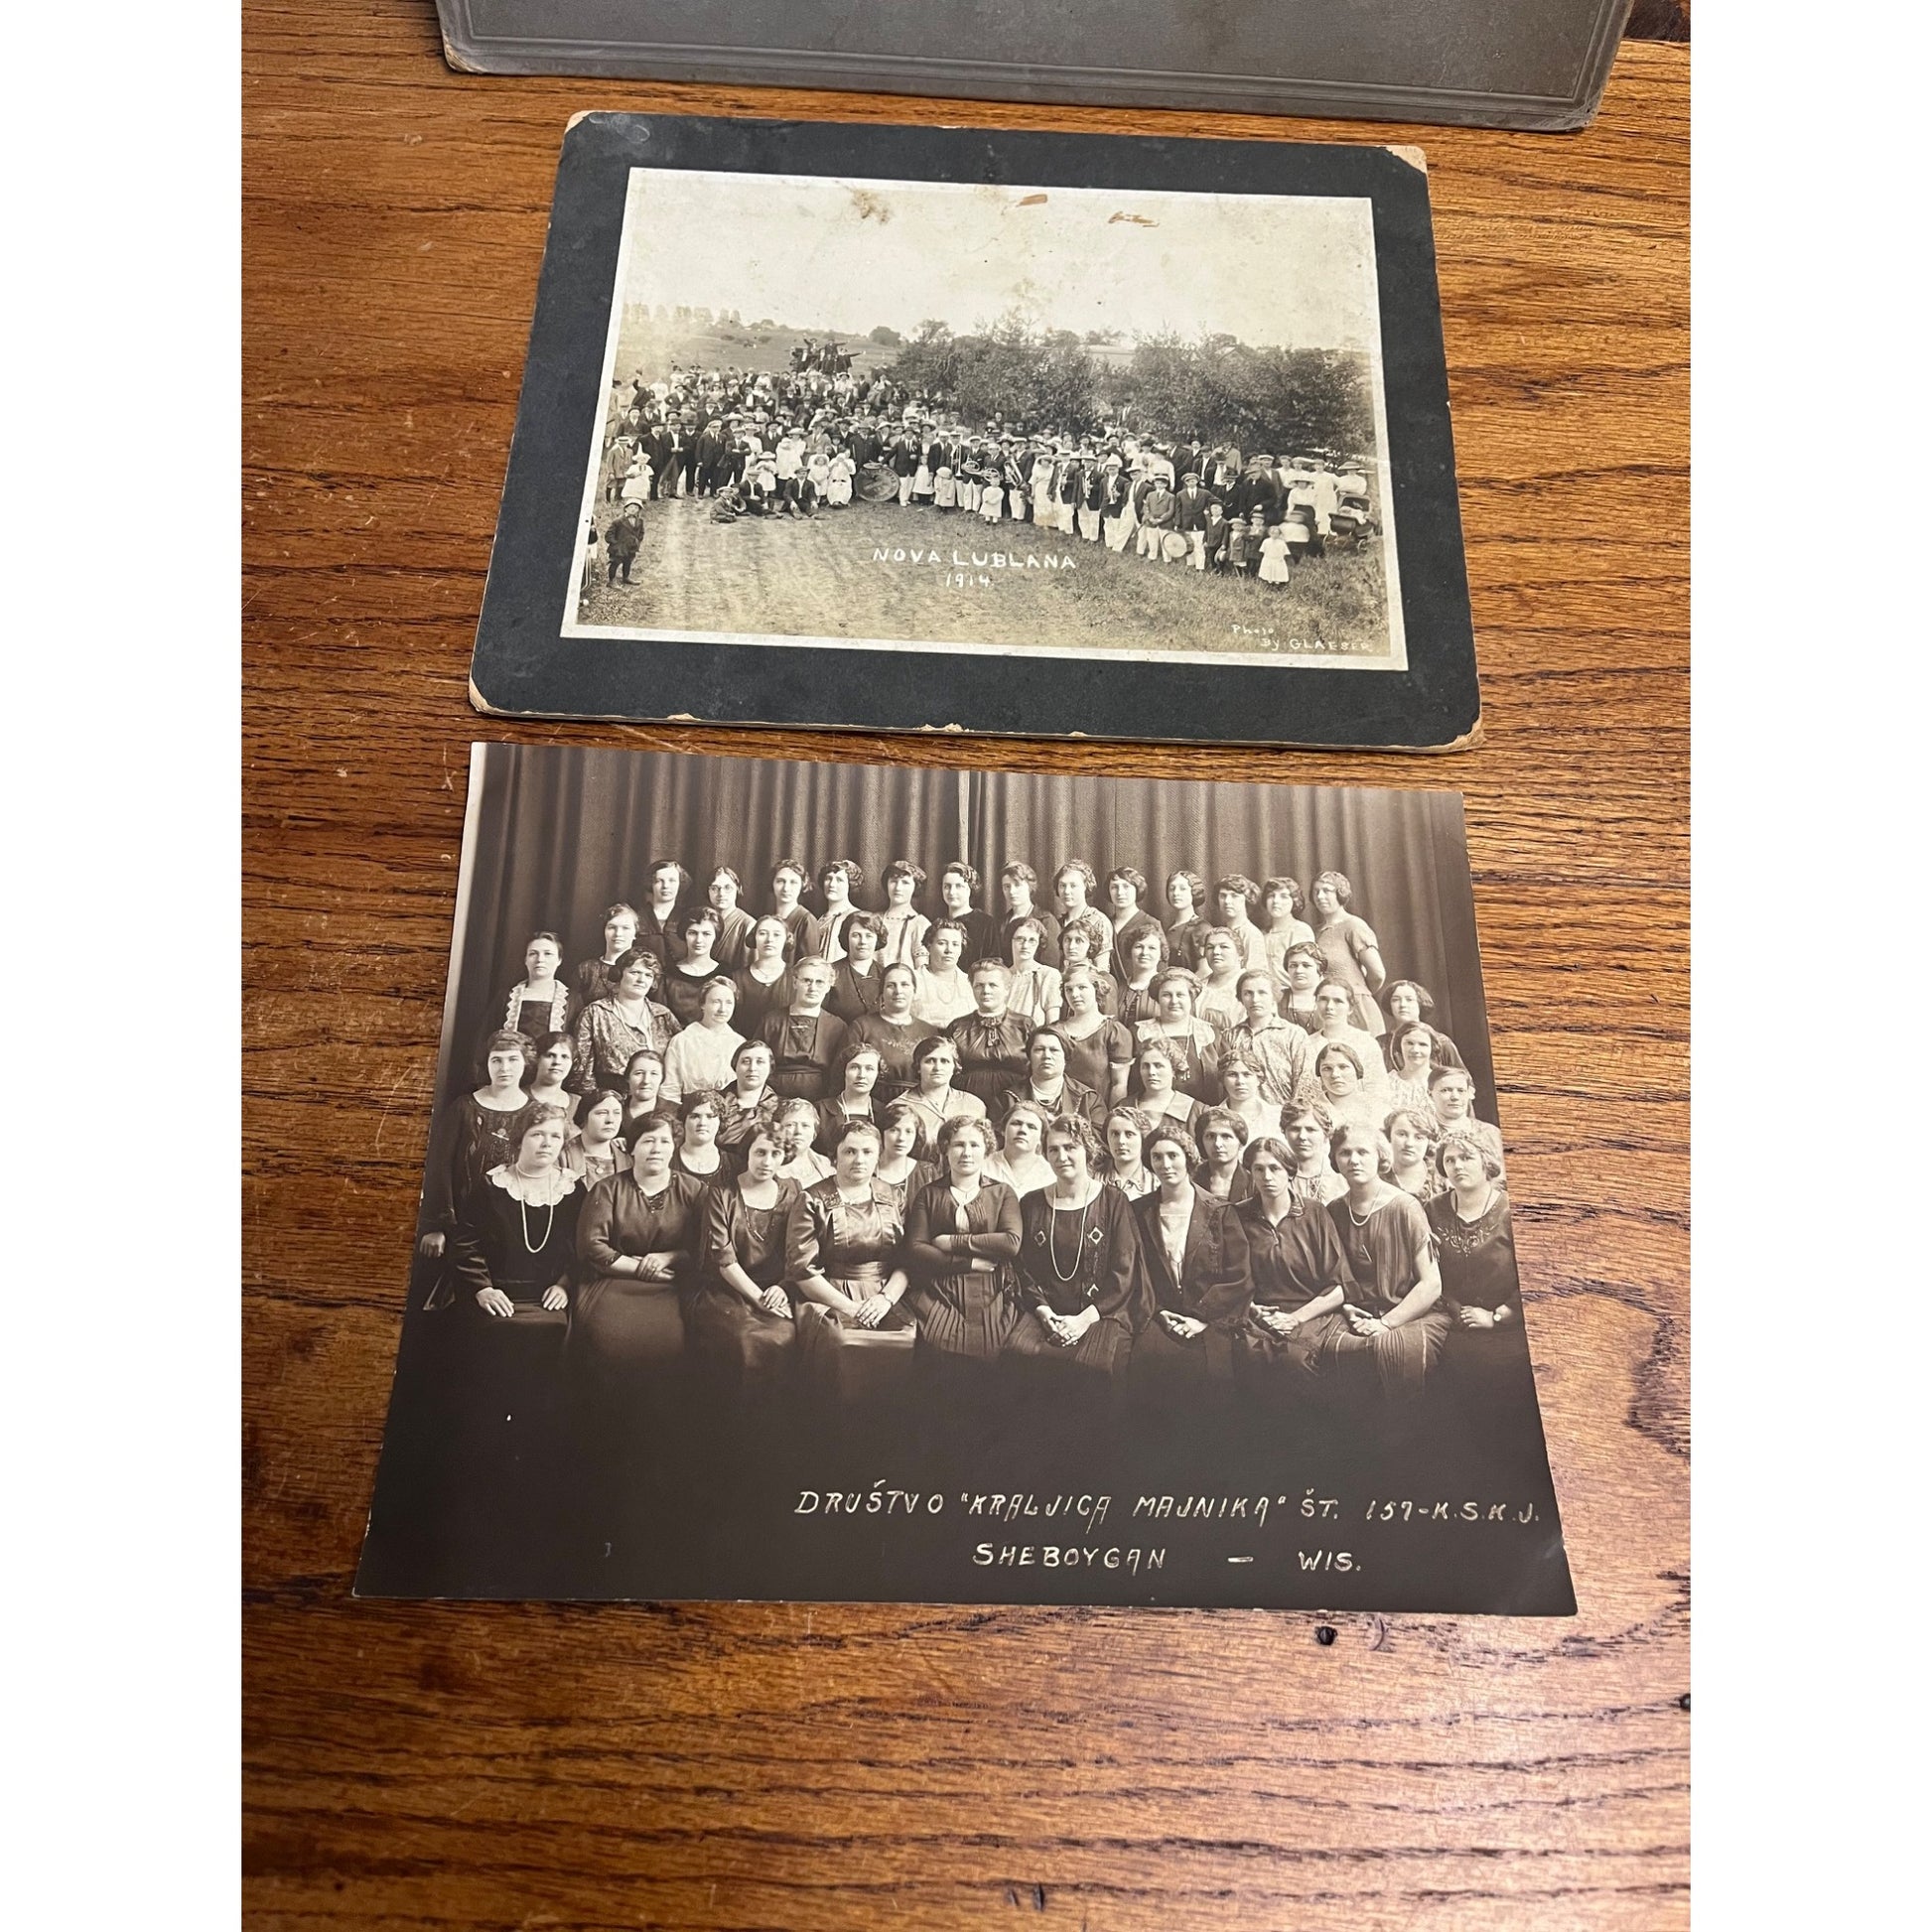 NOVA LUBLANA
1914
Photo
By GLAESER
DRUŠTVO "KRALJICA MAJNIKA" ŠT. 157-K.S.K.J.
SHEBOYGAN - WIS.